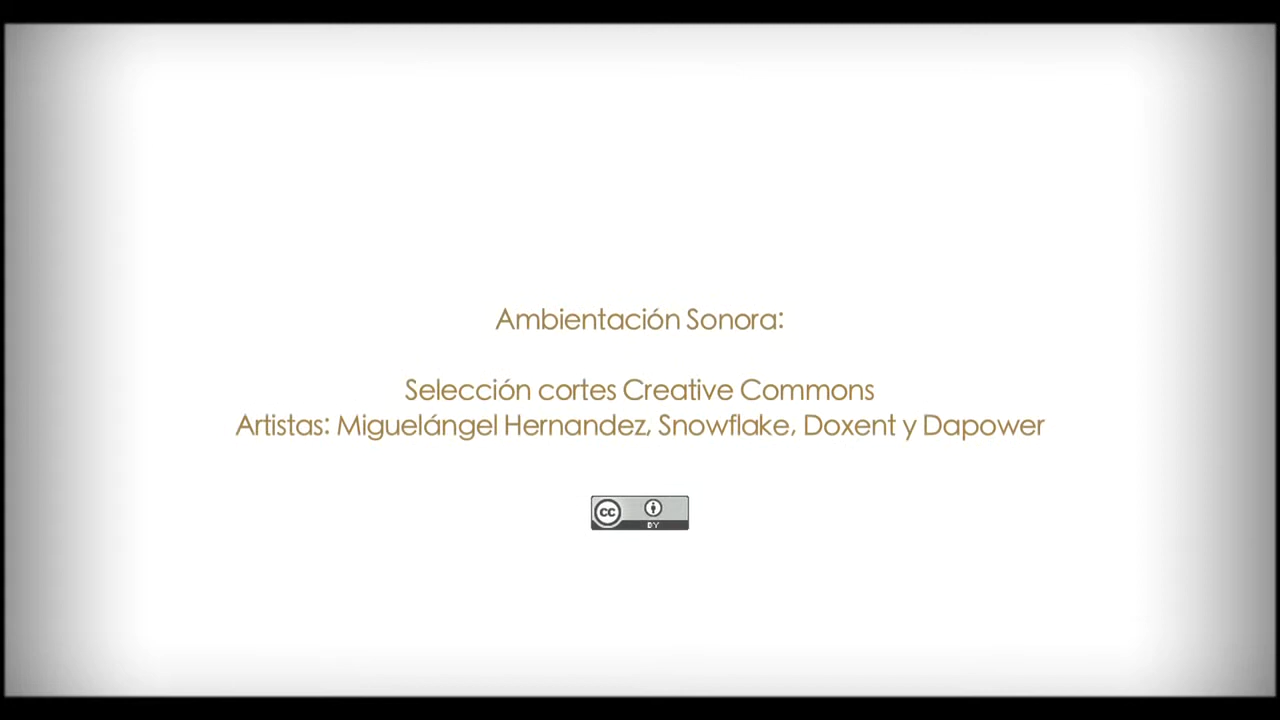 Ambientación Sonora:
Selección cortes Creative Commons
Artistas: Miguelángel Hernandez, Snowflake, Doxent y Dapower
cc
BY